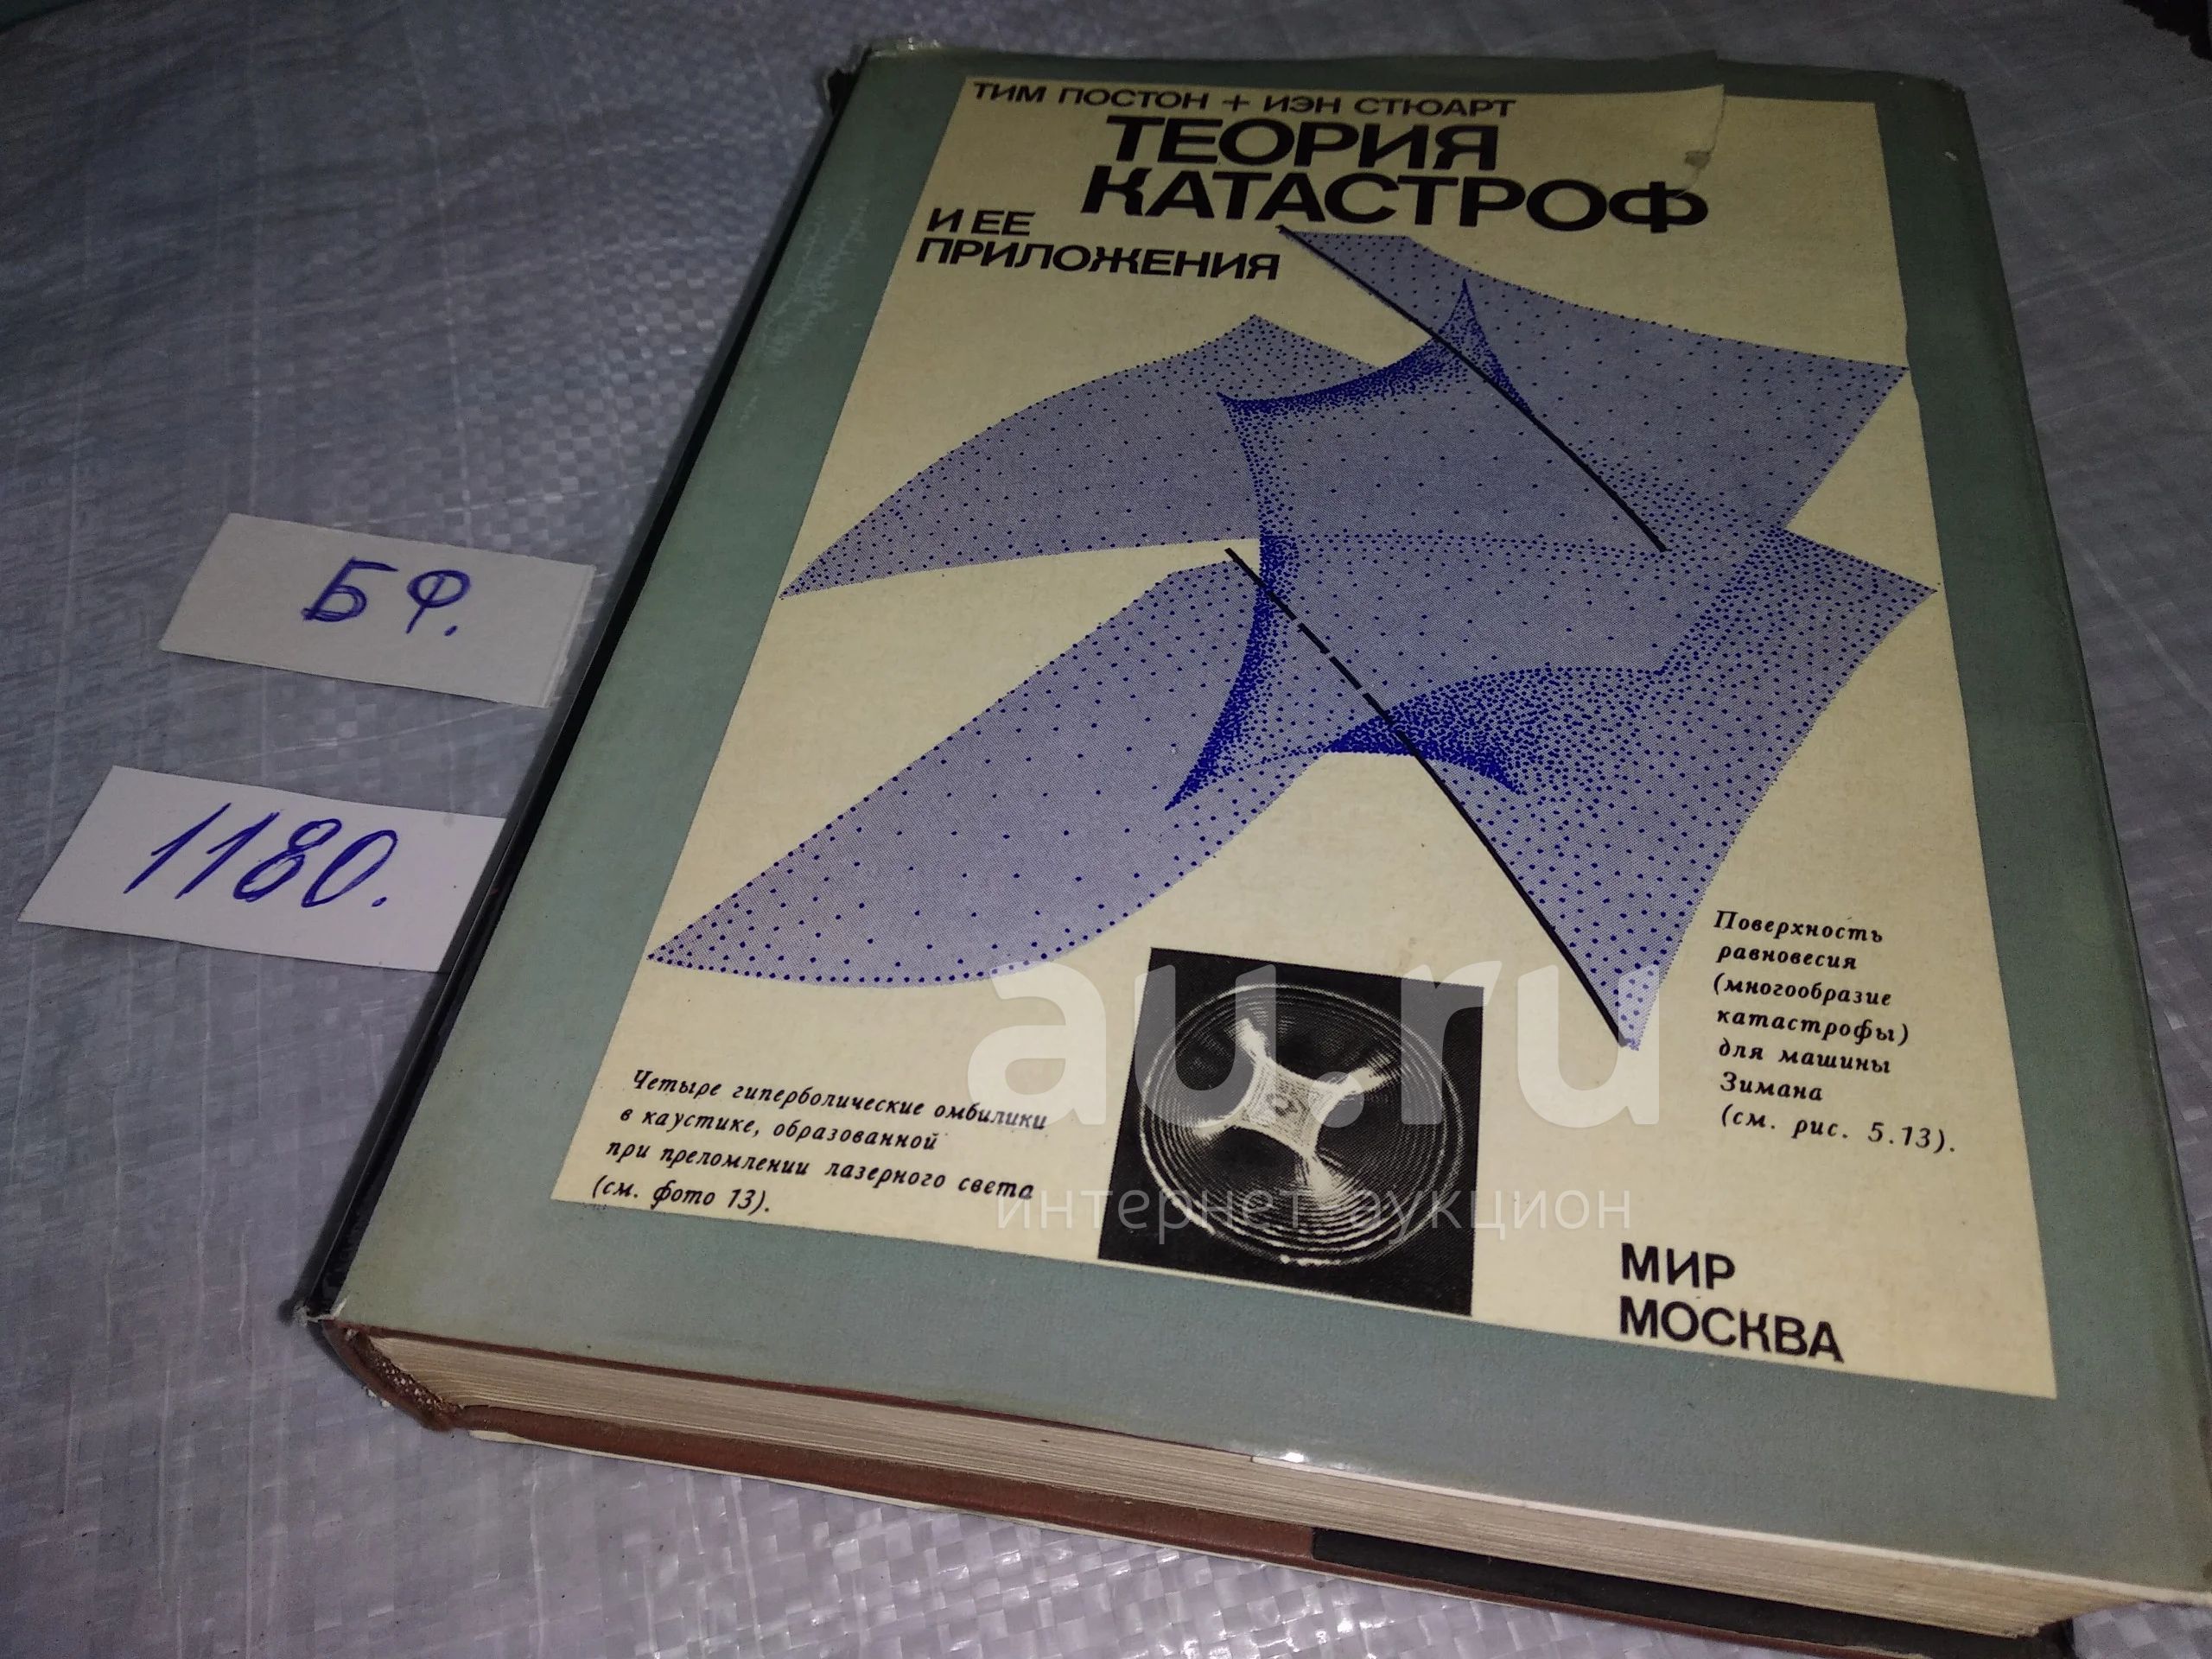 ТИМ ПОСТОН + ИЭН СТЮАРТ
ТЕОРИЯ
КАТАСТРОФ
И ЕЕ
ПРИЛОЖЕНИЯ
БФ.
1180.
Поверхность
равновесия
(многообразие
катастрофы)
для машины
Зимана
(см. рис. 5.13).
Четыре гиперболические омбилики
в каустике, образованной
при преломлении лазерного света
(см. фото 13).
МИР
МОСКВА
au.ru
интернет-аукцион